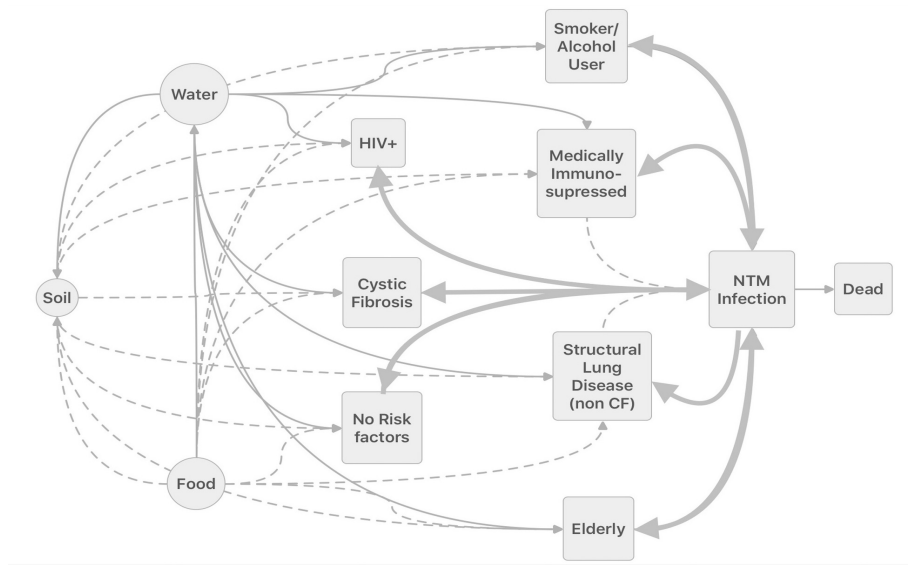 Smoker/
Alcohol
User
Water
HIV+
Medically
Immuno-
supressed
Soil
Cystic
Fibrosis
NTM
Infection
Dead
Structural
Lung
Disease
(non CF)
No Risk
factors
Food
Elderly